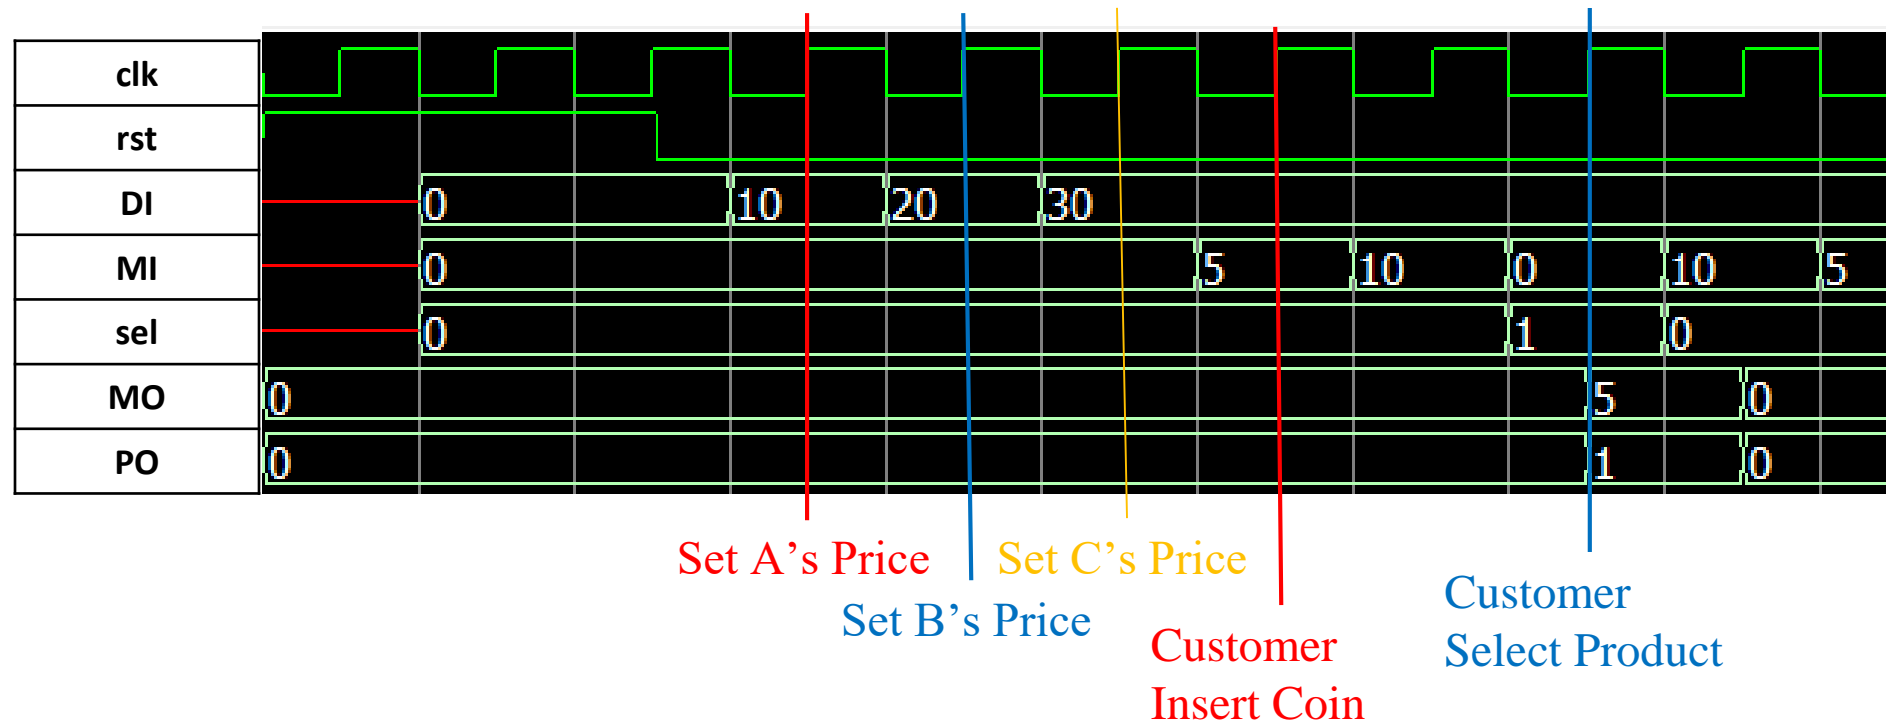 clk
rst
DI 0 10 20 30
MI 0 5 10 0 10 5
sel 0 1 0
MO 0 5 0
PO 0 1 0
Set A’s Price
Set C’s Price
Set B’s Price
Customer
Select Product
Customer
Insert Coin